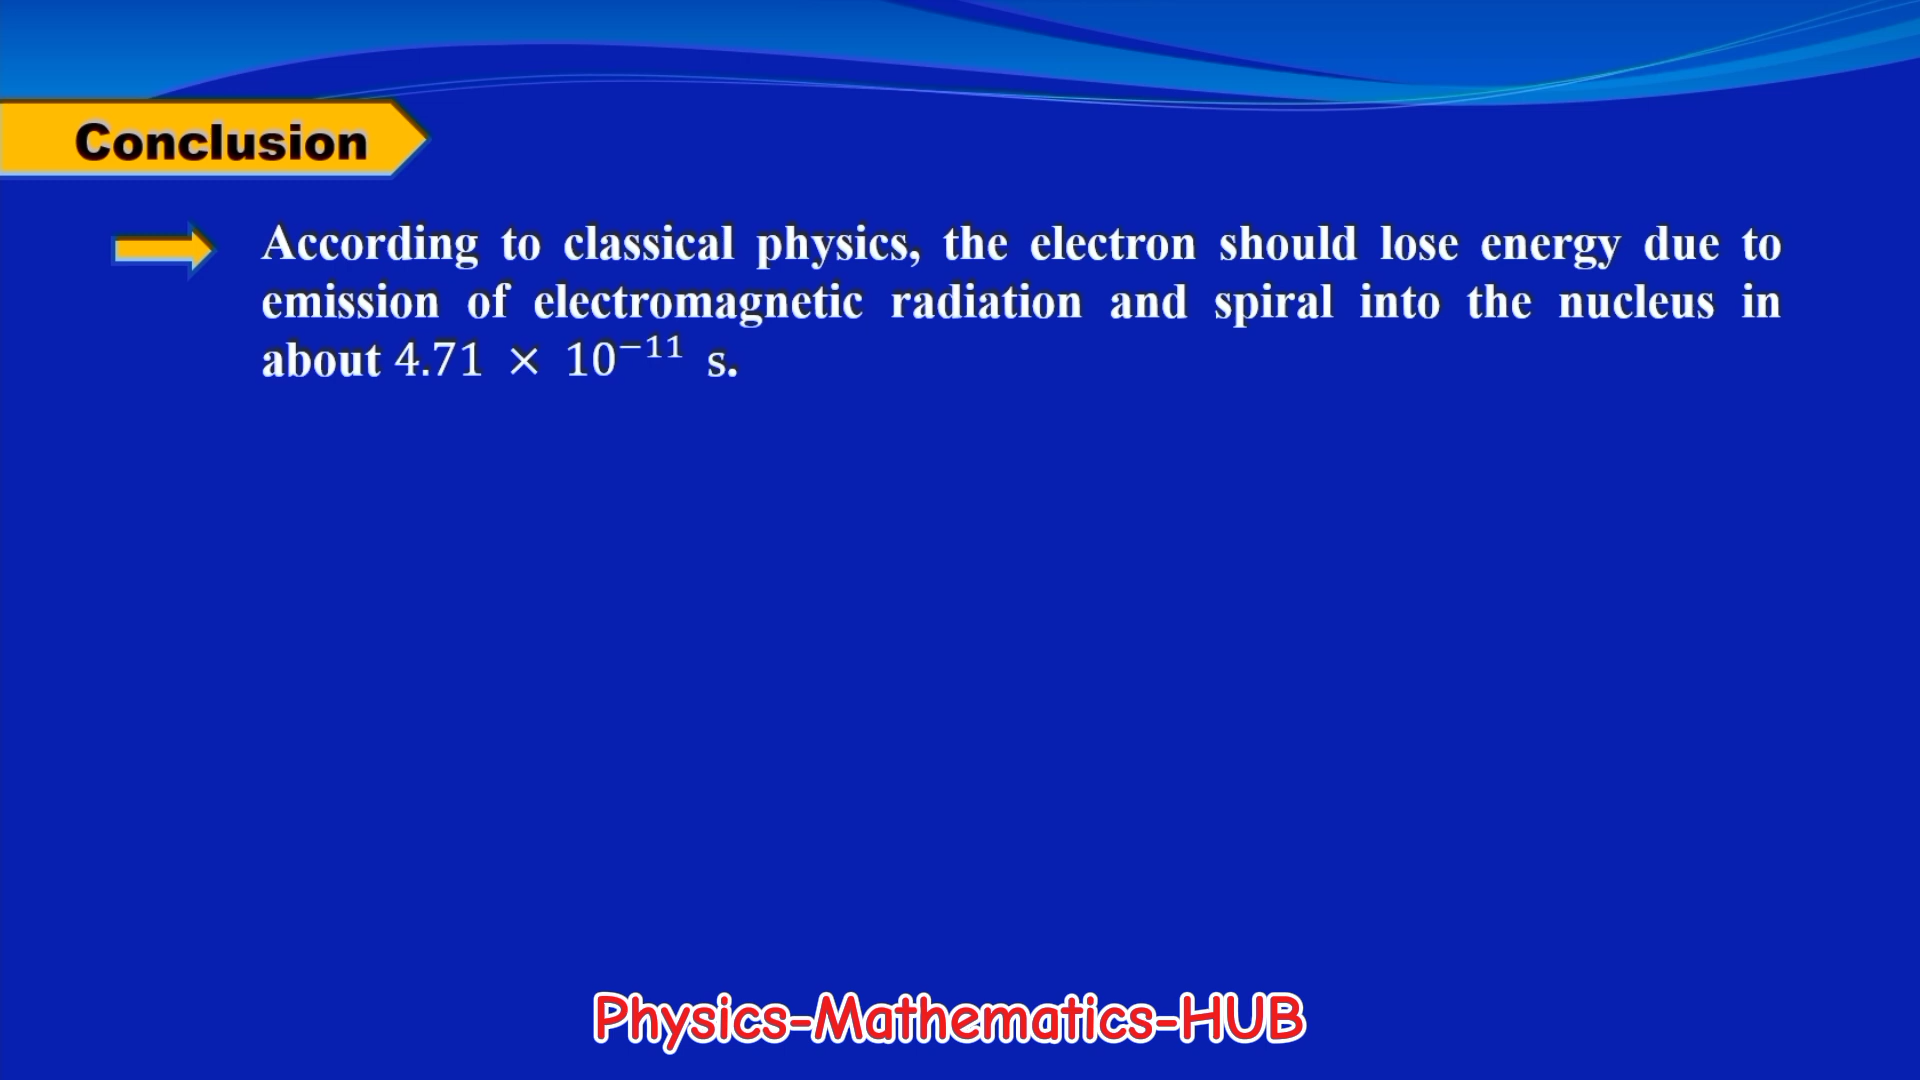 Conclusion
According to classical physics, the electron should lose energy due to
emission of electromagnetic radiation and spiral into the nucleus in
about 4.71 × 10⁻¹¹ s.
Physics-Mathematics-HUB